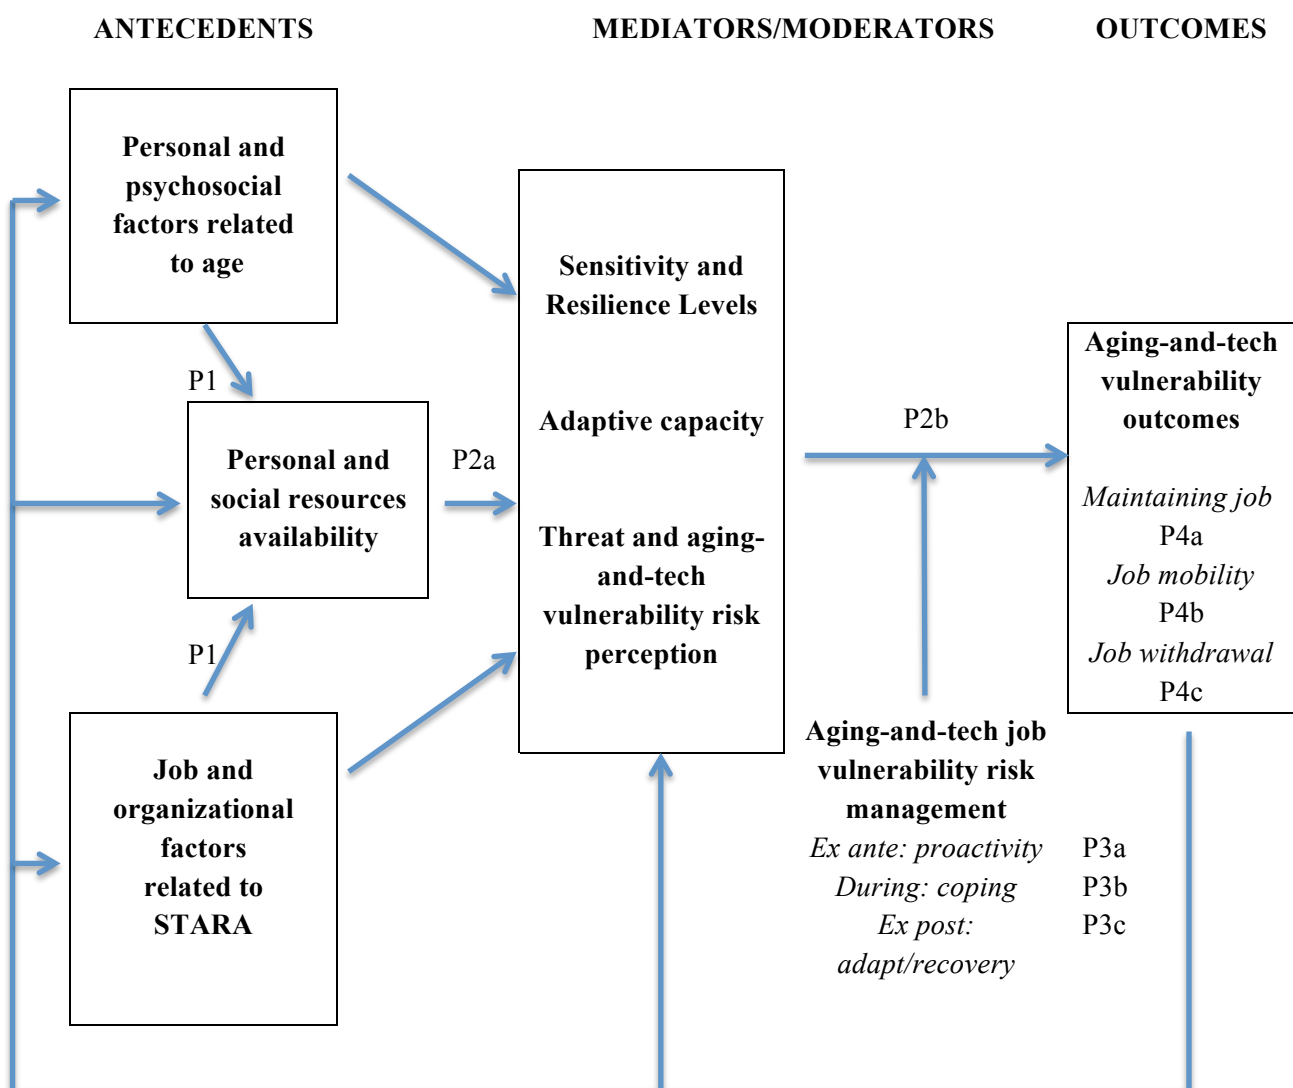 ANTECEDENTS
MEDIATORS/MODERATORS
OUTCOMES
Personal and
psychosocial
factors related
to age
P1
Personal and
social resources
availability
P2a
P1
Job and
organizational
factors
related to
STARA
Sensitivity and
Resilience Levels
Adaptive capacity
Threat and aging-
and-tech
vulnerability risk
perception
P2b
Aging-and-tech job
vulnerability risk
management
Ex ante: proactivity P3a
During: coping P3b
Ex post: P3c
adapt/recovery
Aging-and-tech
vulnerability
outcomes
Maintaining job
P4a
Job mobility
P4b
Job withdrawal
P4c